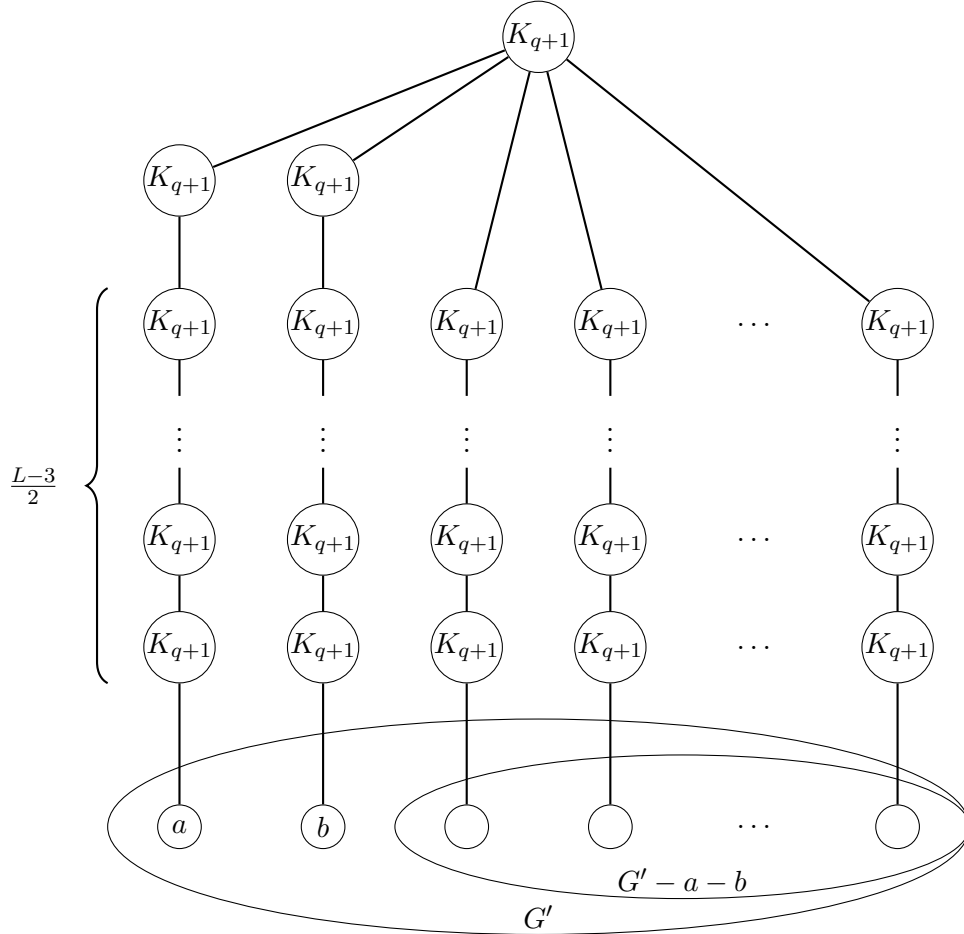 K_{q+1}
K_{q+1} K_{q+1}
K_{q+1} K_{q+1} K_{q+1} K_{q+1} ⋯ K_{q+1}
⋮ ⋮ ⋮ ⋮ ⋮
\frac{L-3}{2}
K_{q+1} K_{q+1} K_{q+1} K_{q+1} ⋯ K_{q+1}
K_{q+1} K_{q+1} K_{q+1} K_{q+1} ⋯ K_{q+1}
a b ⋯
G′ − a − b
G′